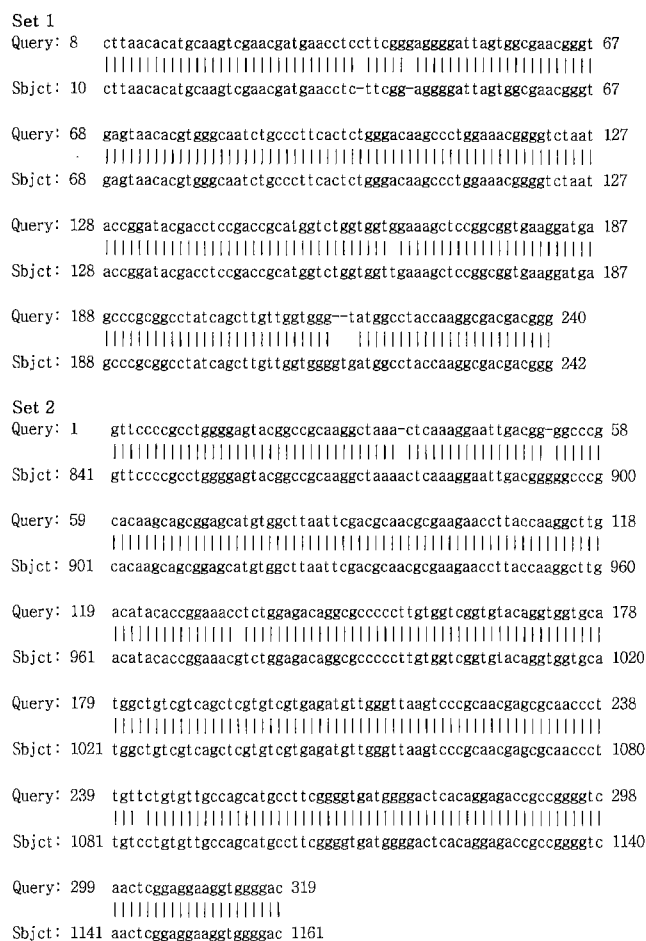 Set 1
Query: 8 cttaacacatgcaagtcgaacgatgaacctccttcgggaggggattagtggcgaacgggt 67
Sbjct: 10 cttaacacatgcaagtcgaacgatgaacctc-ttcgg-aggggattagtggcgaacgggt 67
Query: 68 gagtaacacgtgggcaatctgcccttcactctgggacaagccctggaaacggggtctaat 127
Sbjct: 68 gagtaacacgtgggcaatctgcccttcactctgggacaagccctggaaacggggtctaat 127
Query: 128 accggatacgacctccgaccgcatggtctggtggtggaaagctccggcggtgaaggatga 187
Sbjct: 128 accggatacgacctccgaccgcatggtctggtggttgaaagctccggcggtgaaggatga 187
Query: 188 gcccgcggcctatcagcttgttggtggg--tatggcctaccaaggcgacgacggg 240
Sbjct: 188 gcccgcggcctatcagcttgttggtggggtgatggcctaccaaggcgacgacggg 242
Set 2
Query: 1 gttccccgcctggggagtacggccgcaaggctaaa-ctcaaaggaattgacgg-ggcccg 58
Sbjct: 841 gttccccgcctggggagtacggccgcaaggctaaaactcaaaggaattgacgggggcccg 900
Query: 59 cacaagcagcggagcatgtggcttaattcgacgcaacgcgaagaaccttaccaaggcttg 118
Sbjct: 901 cacaagcagcggagcatgtggcttaattcgacgcaacgcgaagaaccttaccaaggcttg 960
Query: 119 acatacaccggaaacctctggagacaggcgcccccttgtggtcggtgtacaggtggtgca 178
Sbjct: 961 acatacaccggaaacgtctggagacaggcgcccccttgtggtcggtgtacaggtggtgca 1020
Query: 179 tggctgtcgtcagctcgtgtcgtgagatgttgggttaagtcccgcaacgagcgcaaccct 238
Sbjct: 1021 tggctgtcgtcagctcgtgtcgtgagatgttgggttaagtcccgcaacgagcgcaaccct 1080
Query: 239 tgttctgtgttgccagcatgccttcggggtgatggggactcacaggagaccgccggggtc 298
Sbjct: 1081 tgtcctgtgttgccagcatgccttcggggtgatggggactcacaggagaccgccggggtc 1140
Query: 299 aactcggaggaaggtggggac 319
Sbjct: 1141 aactcggaggaaggtggggac 1161